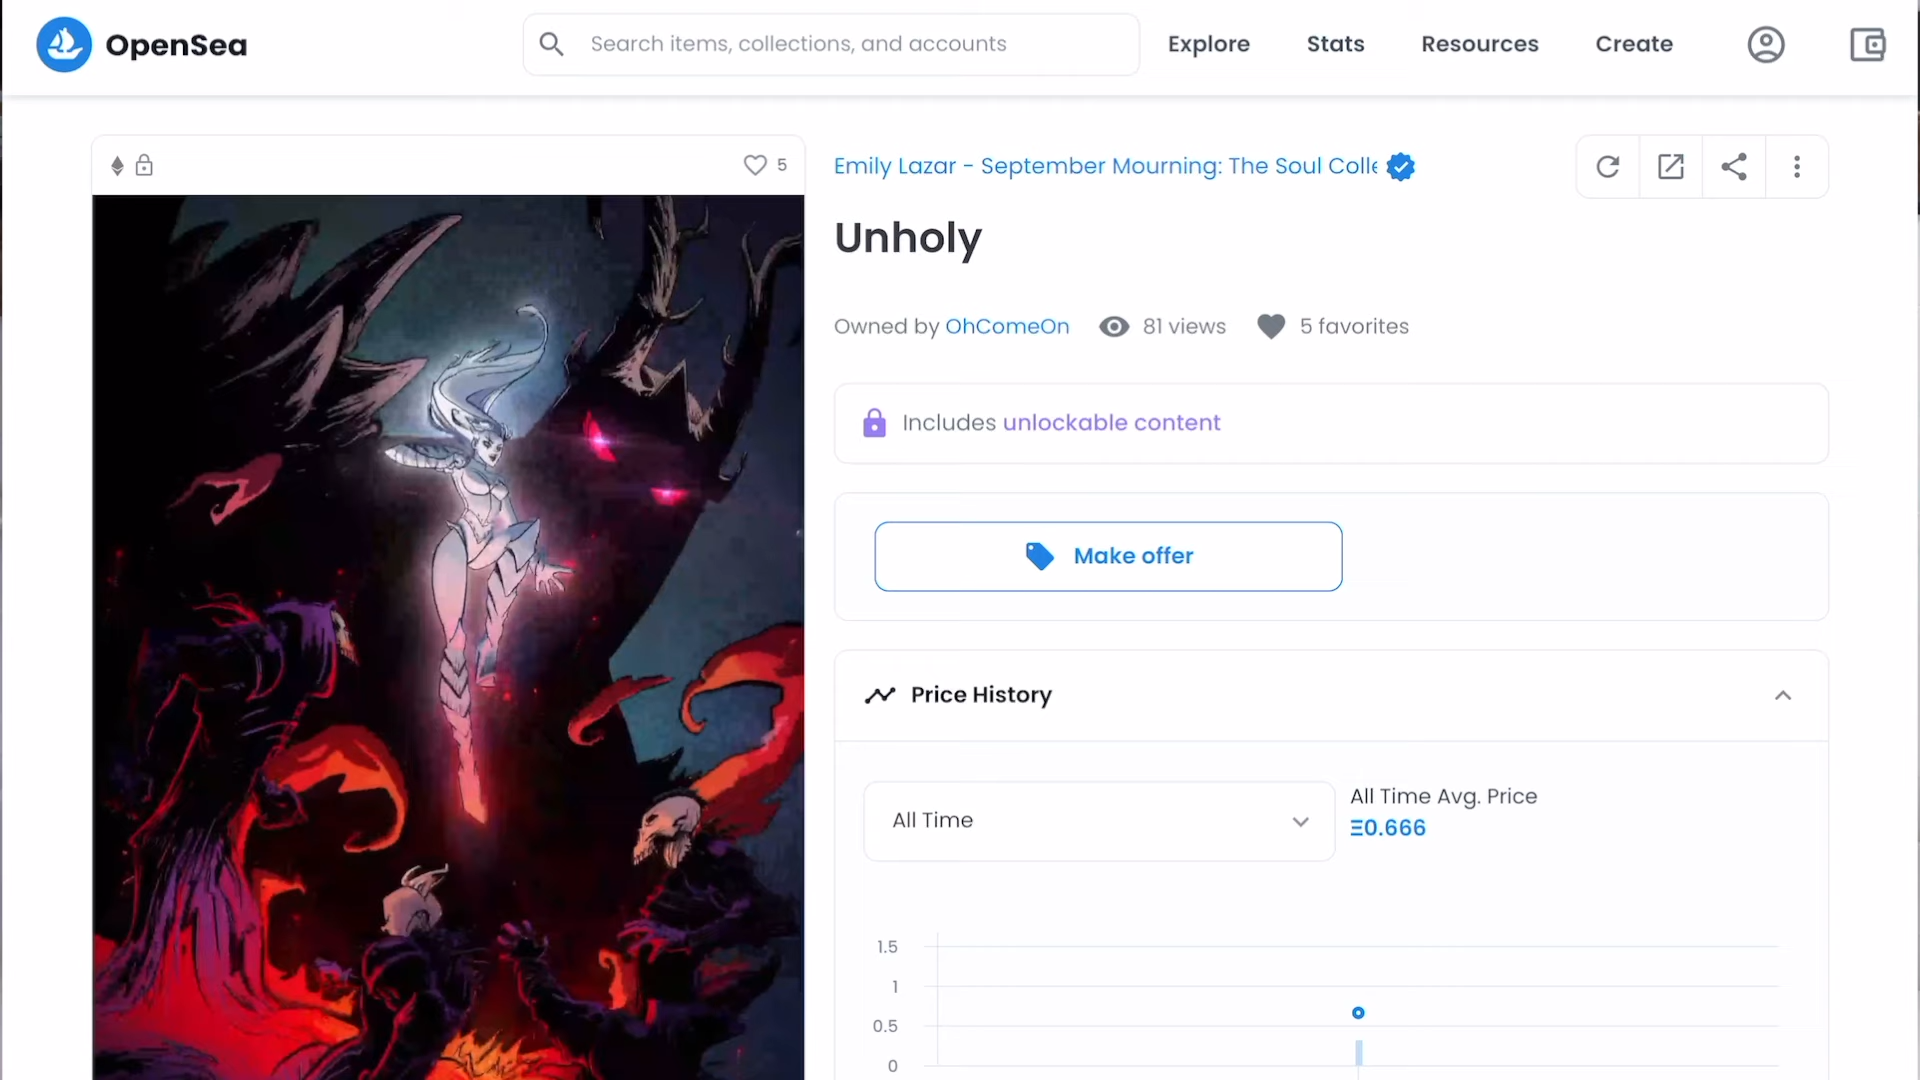 OpenSea
Search items, collections, and accounts
Explore
Stats
Resources
Create
5
Emily Lazar - September Mourning: The Soul Colle
Unholy
Owned by OhComeOn
81 views
5 favorites
Includes unlockable content
Make offer
Price History
All Time
All Time Avg. Price
Ξ0.666
1.5
1
0.5
0